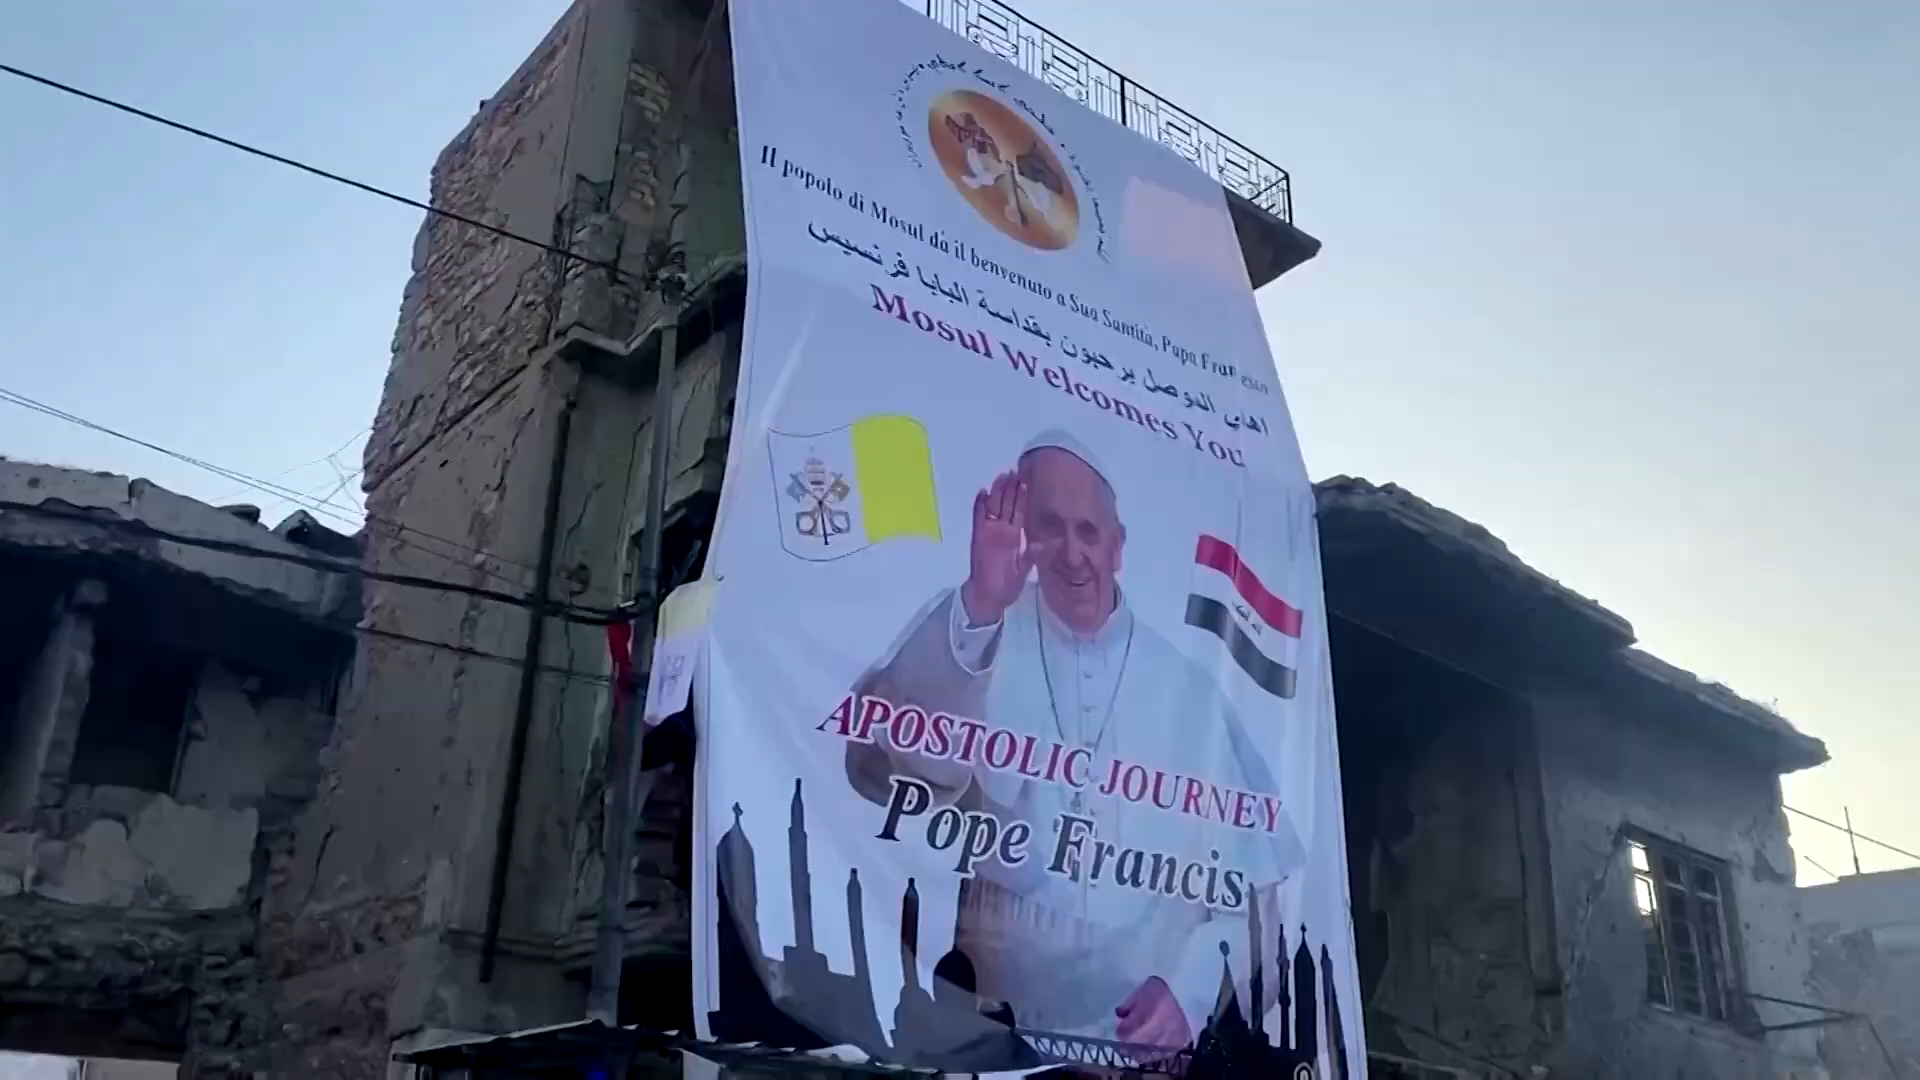 Il popolo di Mosul dà il benvenuto a Sua Santità, Papa Francesco
اهالي الموصل يرحبون بقداسة البابا فرنسيس
Mosul Welcomes You
APOSTOLIC JOURNEY
Pope Francis